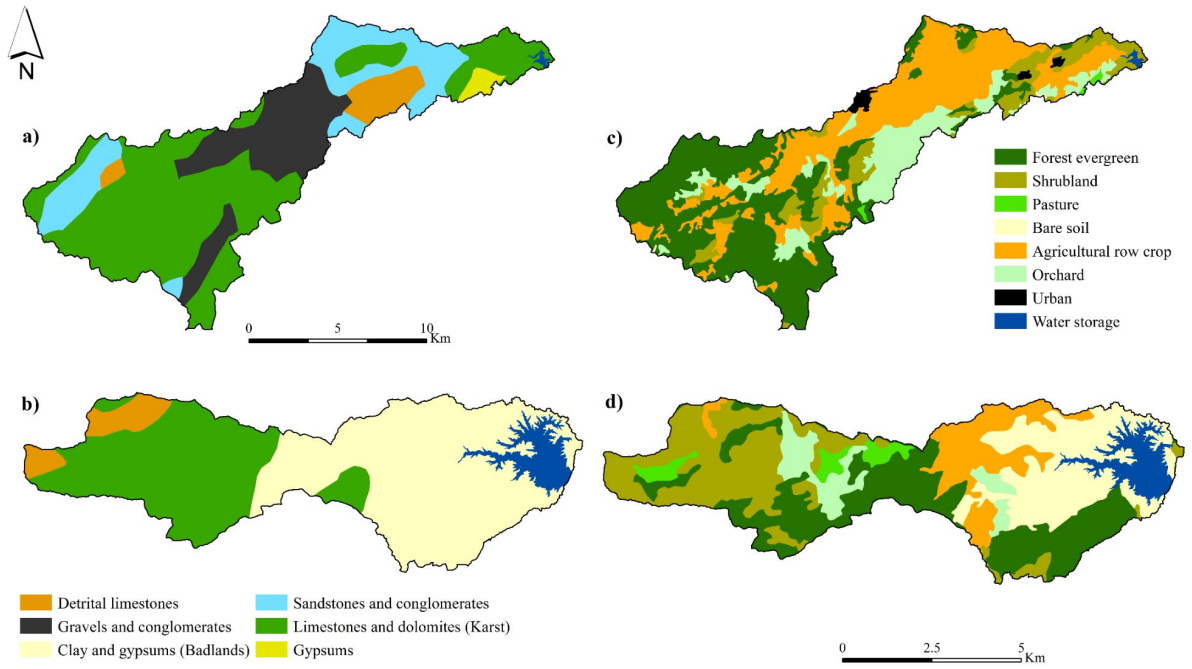 N
a)
0 5 10
Km
c)
Forest evergreen
Shrubland
Pasture
Bare soil
Agricultural row crop
Orchard
Urban
Water storage
b)
Detrital limestones
Gravels and conglomerates
Clay and gypsums (Badlands)
Sandstones and conglomerates
Limestones and dolomites (Karst)
Gypsums
d)
0 2.5 5
Km